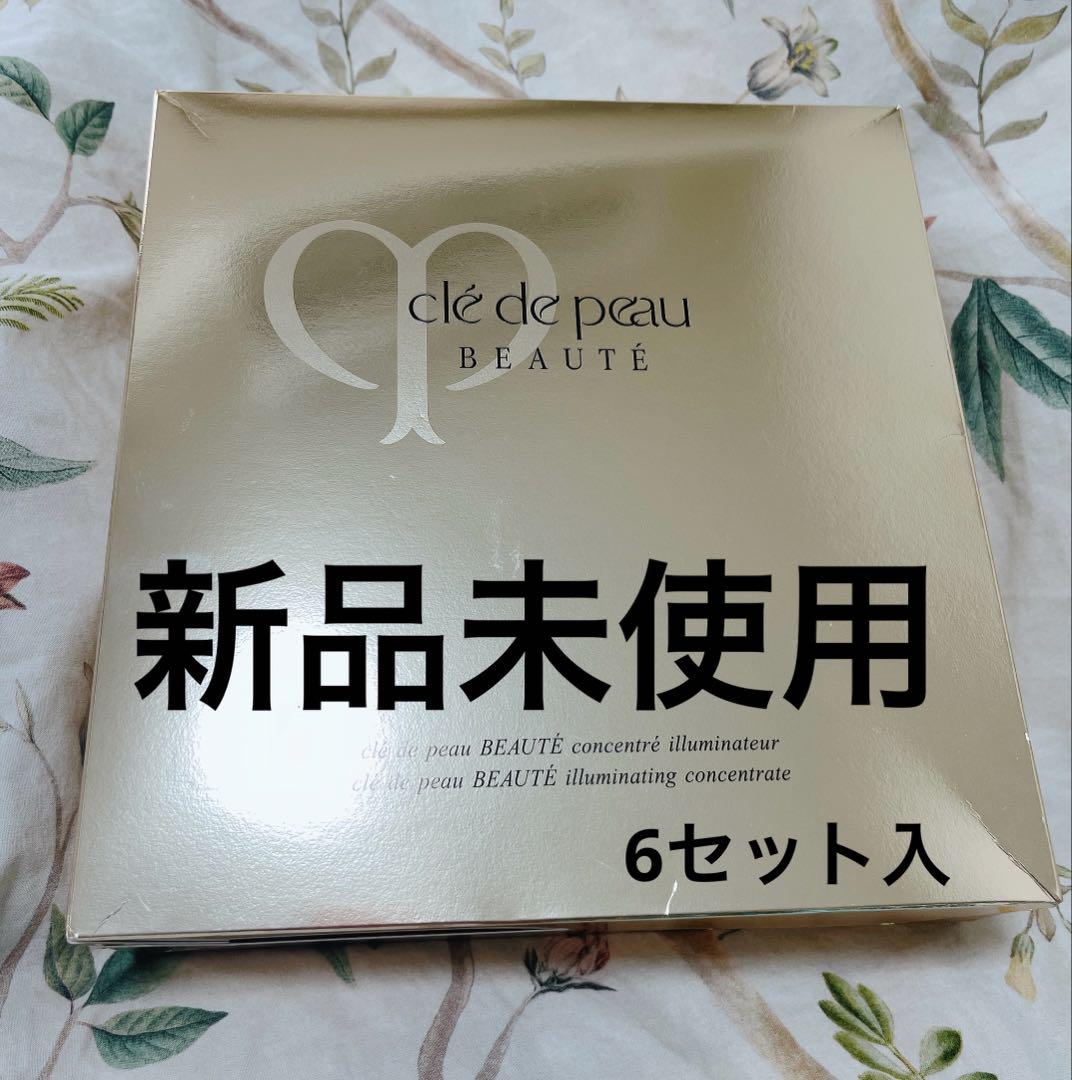 clé de peau
BEAUTÉ
新品未使用
clé de peau BEAUTÉ concentré illuminateur
clé de peau BEAUTÉ illuminating concentrate
6セット入